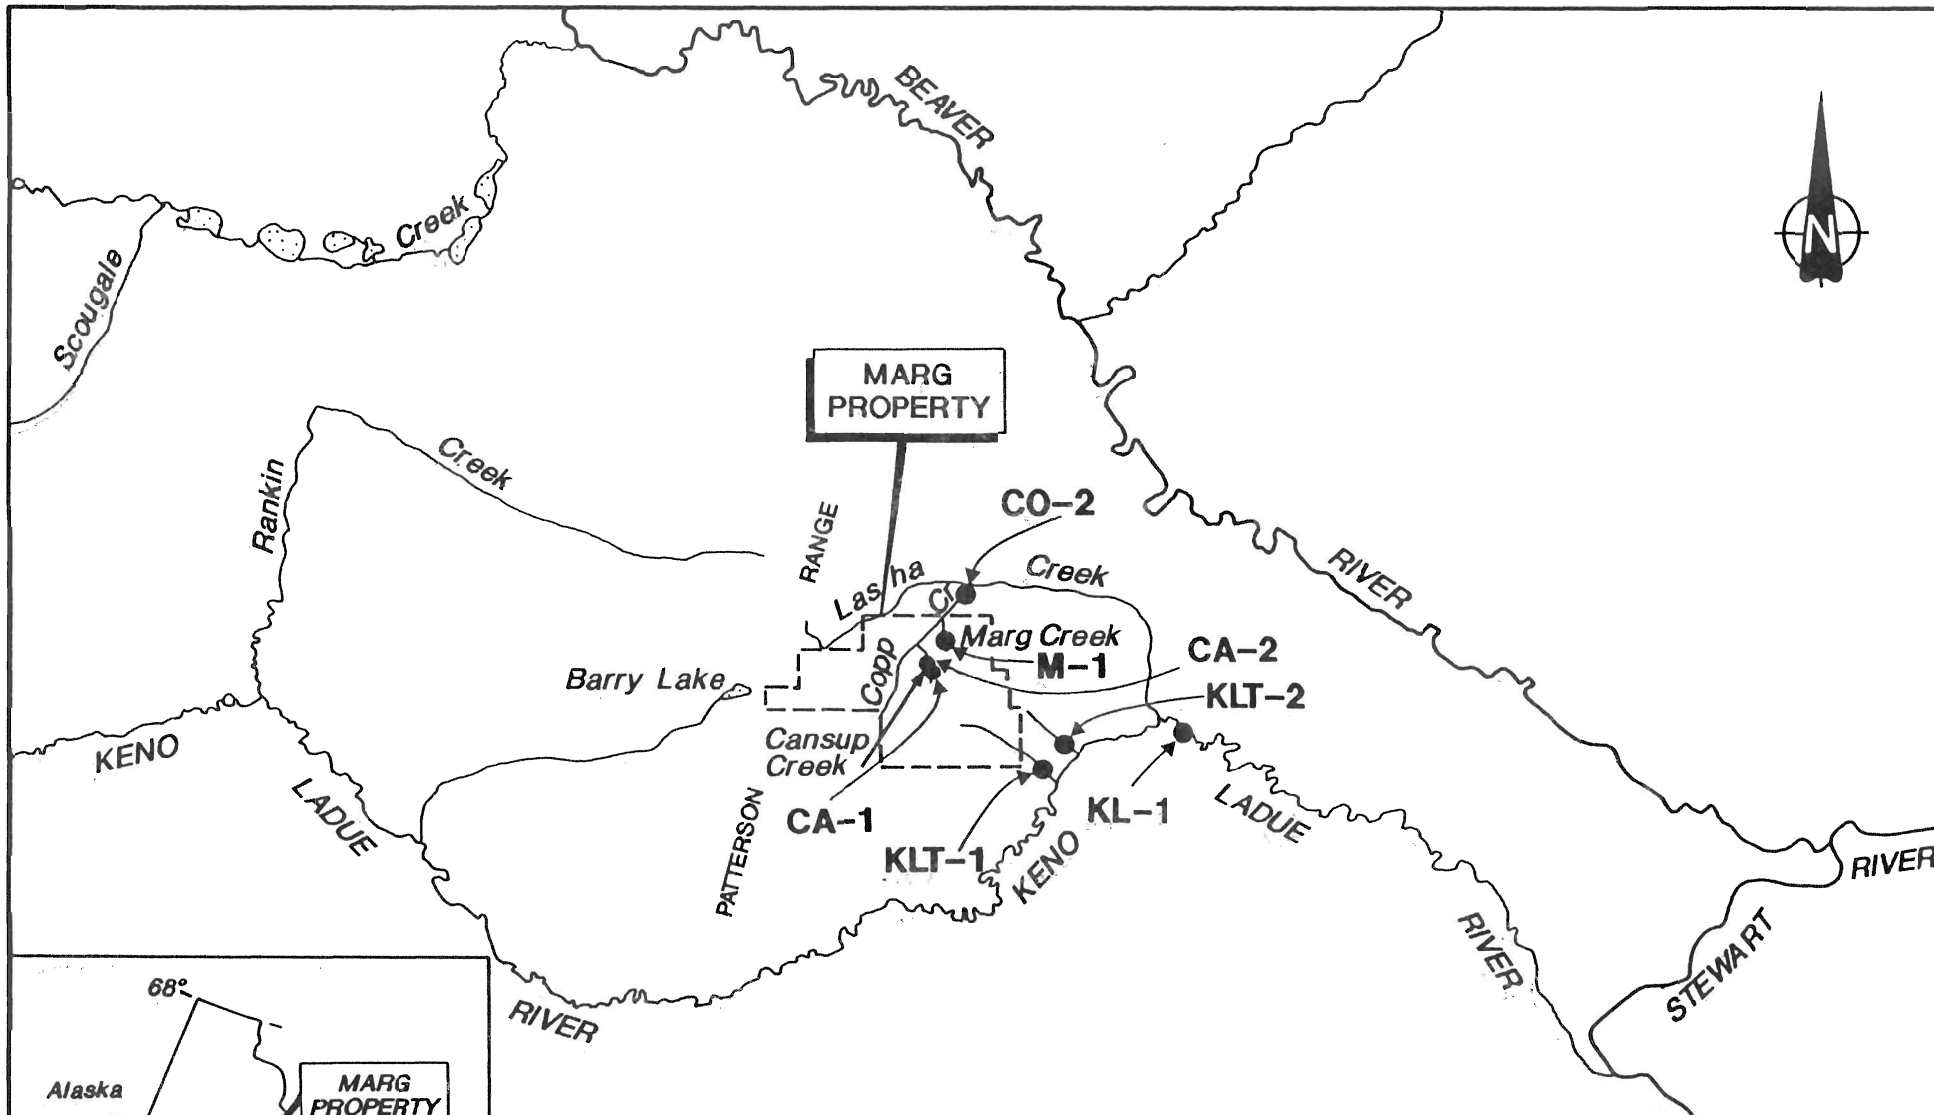 BEAVER
Creek
Scougale
N
MARG
PROPERTY
Creek
Rankin
CO-2
RANGE
RIVER
Lasha
Creek
Cr
Marg Creek
M-1
CA-2
Copp
Barry Lake
KLT-2
KENO
Cansup
Creek
LADUE
CA-1
KL-1
LADUE
PATTERSON
KLT-1
KENO
RIVER
RIVER
STEWART
RIVER
68°
Alaska
MARG
PROPERTY